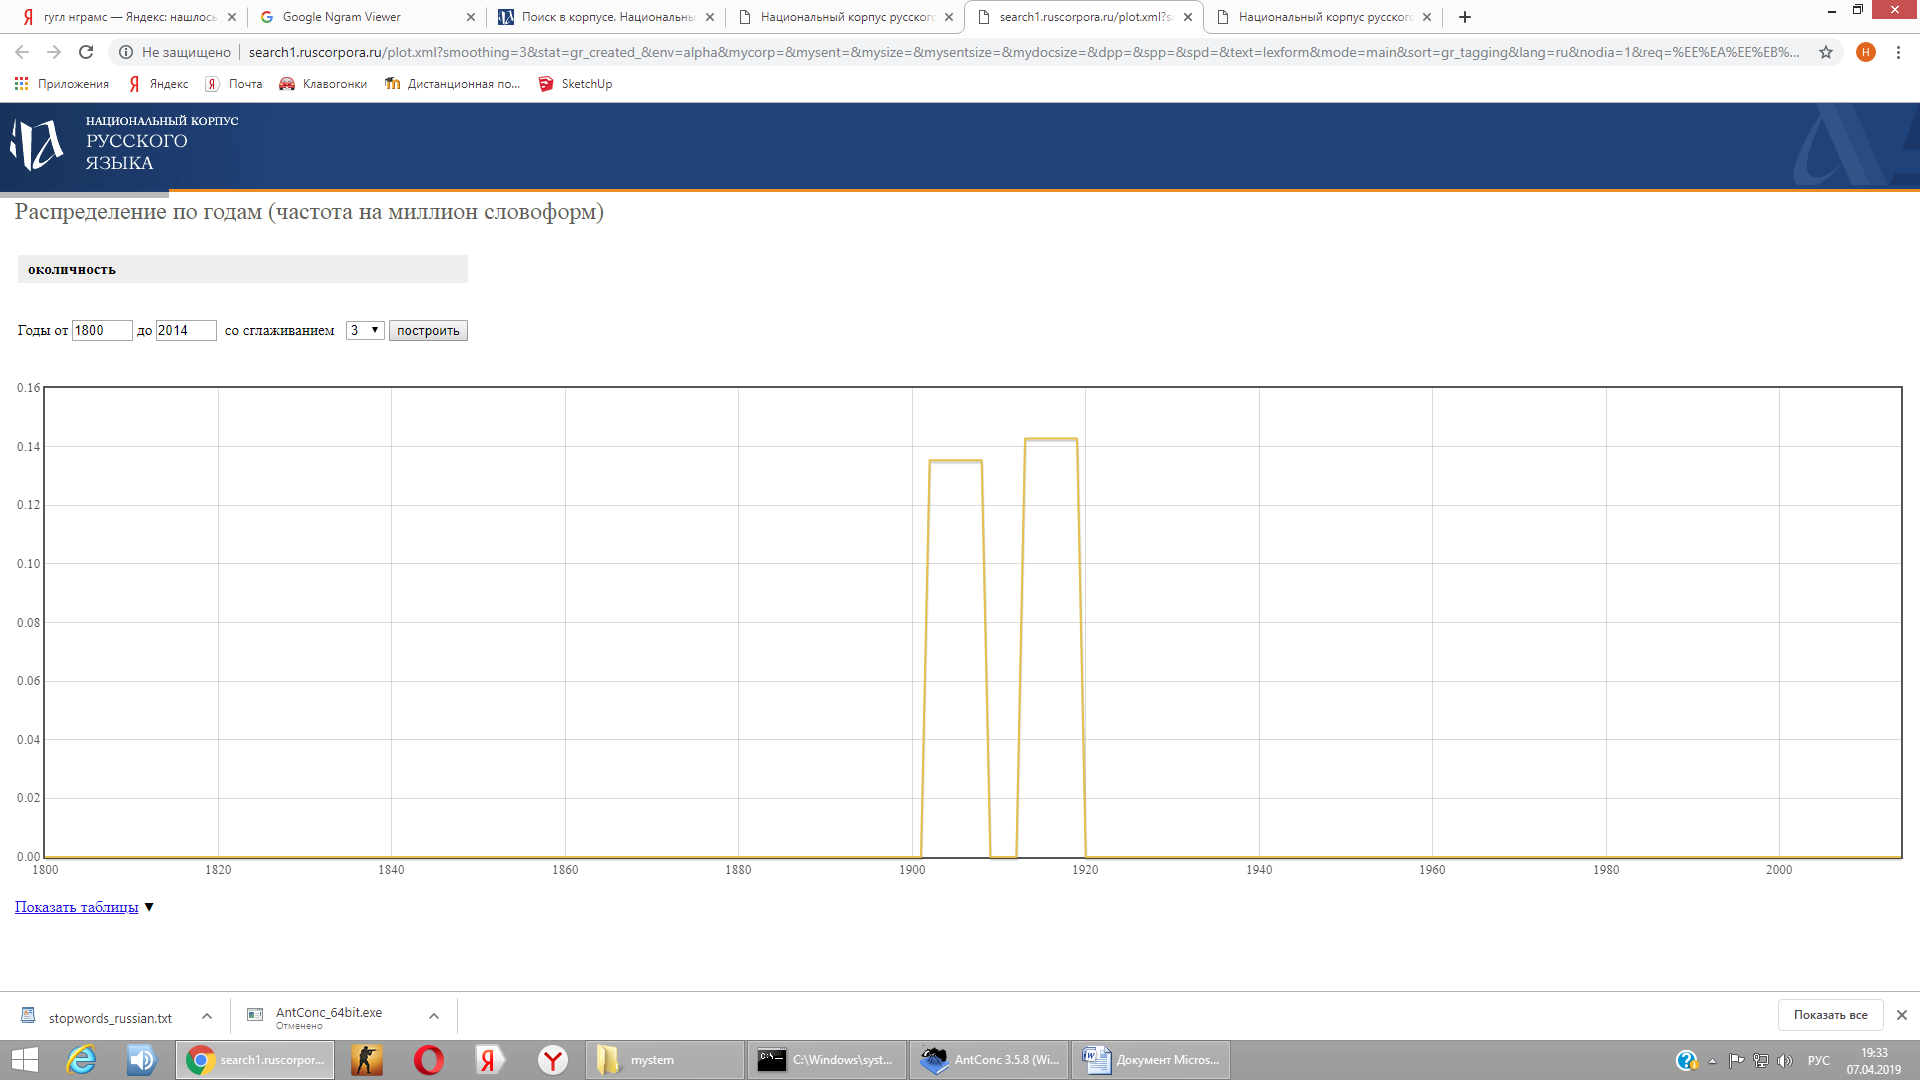 гугл нграмс — Яндекс: нашлось
Google Ngram Viewer
Поиск в корпусе. Национальны
Национальный корпус русског
search1.ruscorpora.ru/plot.xml?s
Национальный корпус русског
Не защищено
search1.ruscorpora.ru/plot.xml?smoothing=3&stat=gr_created_&env=alpha&mycorp=&mysent=&mysize=&mysentsize=&mydocsize=&dpp=&spp=&spd=&text=lexform&mode=main&sort=gr_tagging&lang=ru&nodia=1&req=%EE%EA%EE%EB%...
Н
Приложения Яндекс Почта Клавогонки Дистанционная по... SketchUp
НАЦИОНАЛЬНЫЙ КОРПУС
РУССКОГО
ЯЗЫКА
Распределение по годам (частота на миллион словоформ)
околичность
Годы от 1800 до 2014 со сглаживанием 3 построить
0.16
0.14
0.12
0.10
0.08
0.06
0.04
0.02
0.00
1800 1820 1840 1860 1880 1900 1920 1940 1960 1980 2000
Показать таблицы ▼
stopwords_russian.txt
AntConc_64bit.exe
Отменено
Показать все
search1.ruscorpor...
mystem
C:\Windows\syst...
AntConc 3.5.8 (Wi...
Документ Micros...
РУС
19:33
07.04.2019